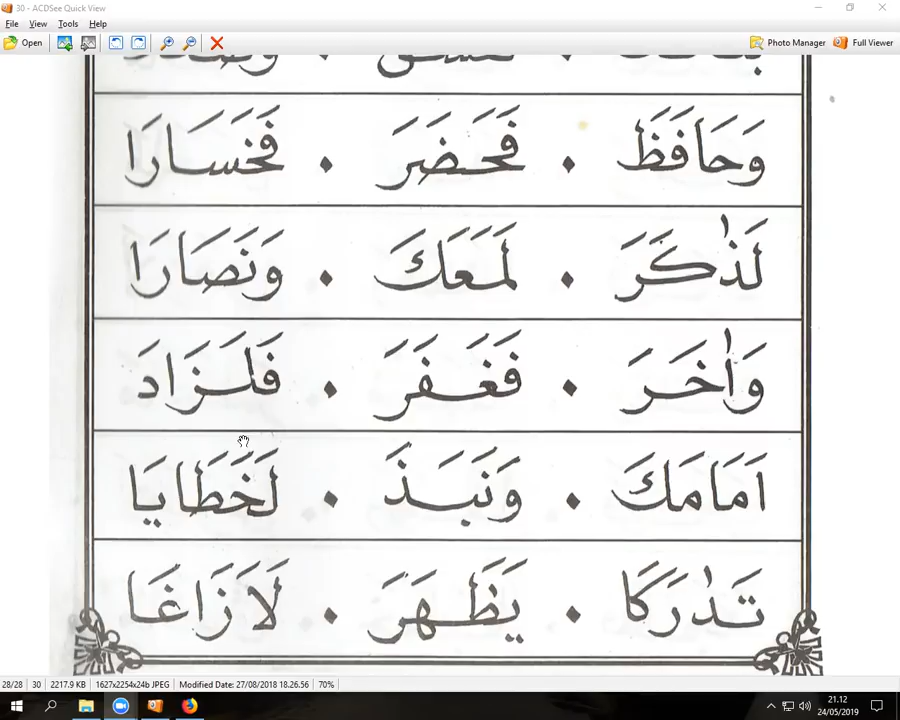 30 - ACDSee Quick View
File View Tools Help
Open Photo Manager Full Viewer
وَحَافَظَ • فَحَضَرَ • فَخَسَارَا
لَذٰكَرَ • لَمَعَكَ • وَنَصَارَا
وَاٰخَرَ • فَغَفَرَ • فَلَزَادَ
اَمَامَكَ • وَنَبَذَ • لَخَطَايَا
تَدٰرَكَا • يَظَهَرَ • لَازَاغَا
28/28 30 2217.9 KB 1627x2254x24b JPEG Modified Date: 27/08/2018 18.26.56 70%
21.12
24/05/2019